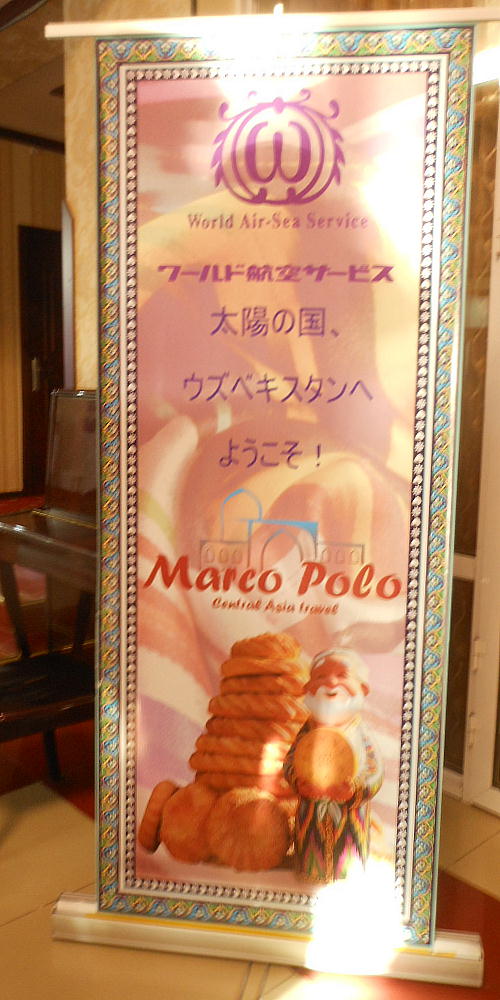 W
World Air-Sea Service
ワールド航空サービス
太陽の国、
ウズベキスタンへ
ようこそ！
Marco Polo
Central Asia travel